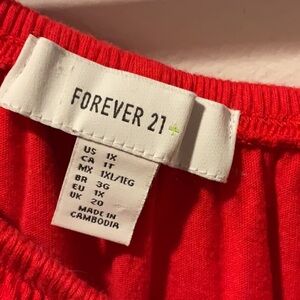 FOREVER 21+
US 1X
CA 1T
MX 1XL/1EG
BR 3G
EU 1X
UK 20
MADE IN
CAMBODIA